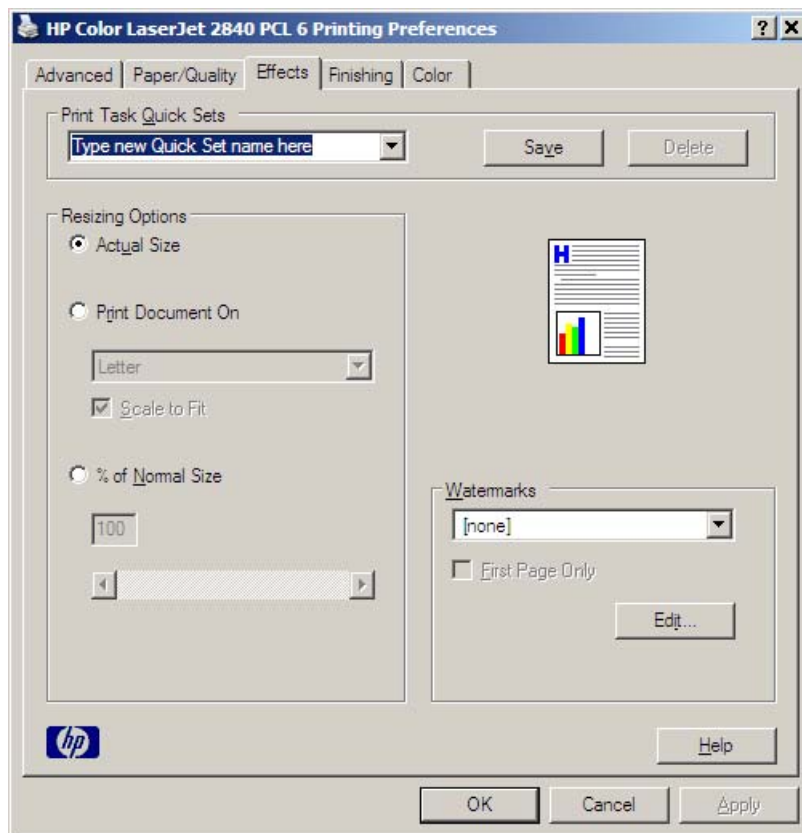 HP Color LaserJet 2840 PCL 6 Printing Preferences
Advanced Paper/Quality Effects Finishing Color
Print Task Quick Sets
Type new Quick Set name here Save Delete
Resizing Options
Actual Size
H
Print Document On
Letter
Scale to Fit
% of Normal Size
100
Watermarks
[none]
First Page Only
Edit...
hp
Help
OK Cancel Apply